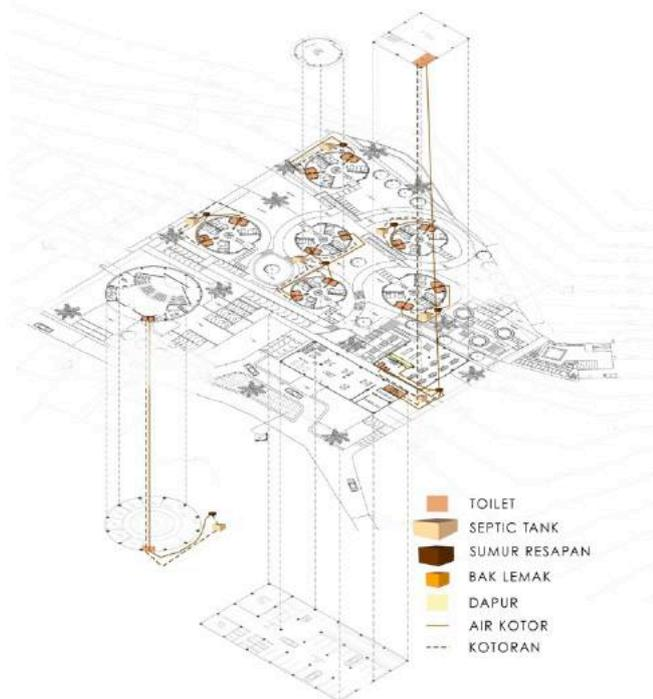 TOILET
SEPTIC TANK
SUMUR RESAPAN
BAK LEMAK
DAPUR
AIR KOTOR
KOTORAN